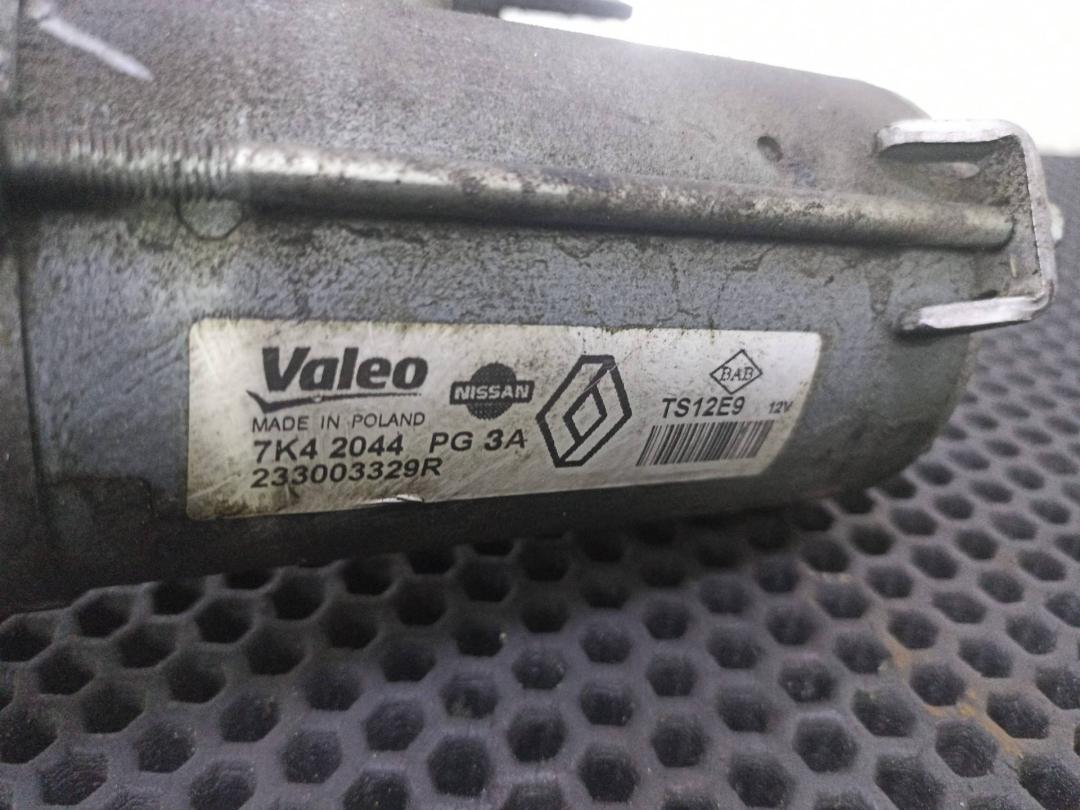 Valeo
MADE IN POLAND
7K4 2044 PG 3A
233003329R
NISSAN
BAB
TS12E9 12V